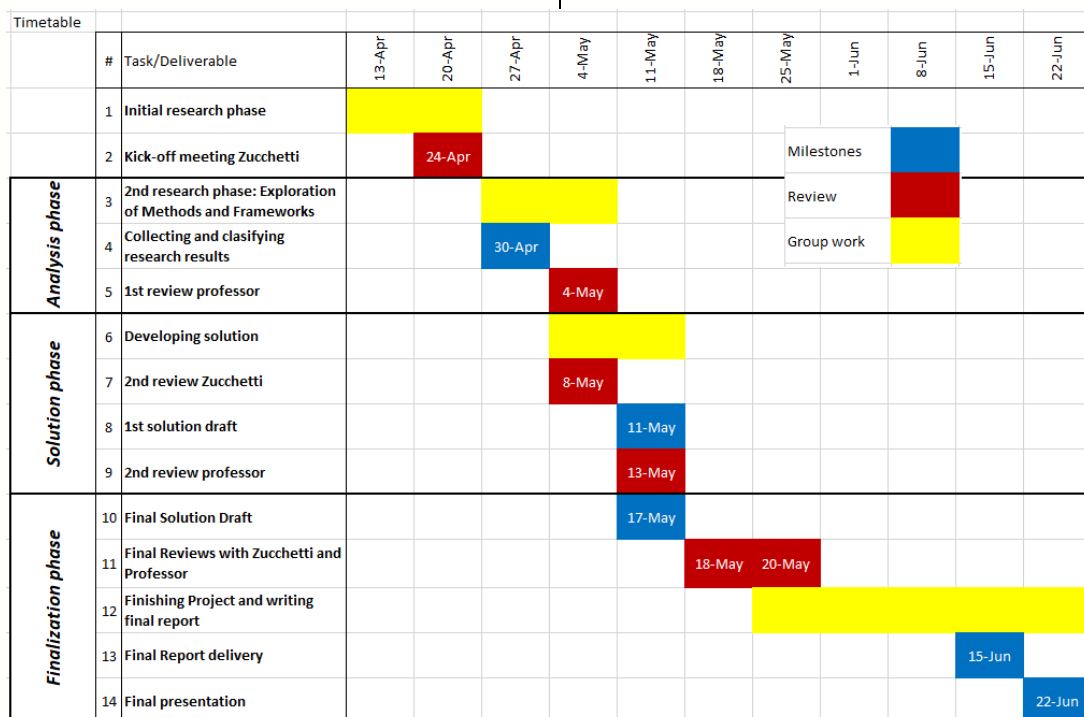 Timetable
# Task/Deliverable 13-Apr 20-Apr 27-Apr 4-May 11-May 18-May 25-May 1-Jun 8-Jun 15-Jun 22-Jun
1 Initial research phase
2 Kick-off meeting Zucchetti 24-Apr
Milestones
Review
Group work
Analysis phase
3 2nd research phase: Exploration
of Methods and Frameworks
4 Collecting and clasifying
research results 30-Apr
5 1st review professor 4-May
Solution phase
6 Developing solution
7 2nd review Zucchetti 8-May
8 1st solution draft 11-May
9 2nd review professor 13-May
Finalization phase
10 Final Solution Draft 17-May
11 Final Reviews with Zucchetti and
Professor 18-May 20-May
12 Finishing Project and writing
final report
13 Final Report delivery 15-Jun
14 Final presentation 22-Jun